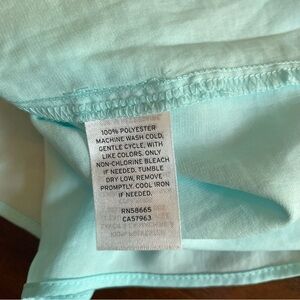 100% POLYESTER
MACHINE WASH COLD,
GENTLE CYCLE, WITH
LIKE COLORS. ONLY
NON-CHLORINE BLEACH
IF NEEDED. TUMBLE
DRY LOW, REMOVE
PROMPTLY. COOL IRON
IF NEEDED.
RN58665
CA57963